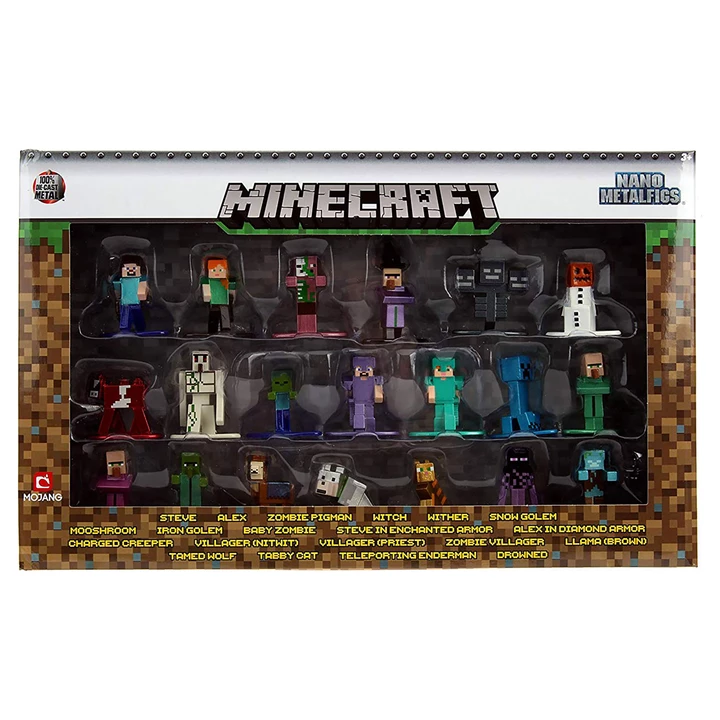 3+
100%
DIE-CAST
METAL
MINECRAFT
NANO
METALFIGS
MOJANG
STEVE ALEX ZOMBIE PIGMAN WITCH WITHER SNOW GOLEM
MOOSHROOM IRON GOLEM BABY ZOMBIE STEVE IN ENCHANTED ARMOR ALEX IN DIAMOND ARMOR
CHARGED CREEPER VILLAGER (NITWIT) VILLAGER (PRIEST) ZOMBIE VILLAGER LLAMA (BROWN)
TAMED WOLF TABBY CAT TELEPORTING ENDERMAN DROWNED